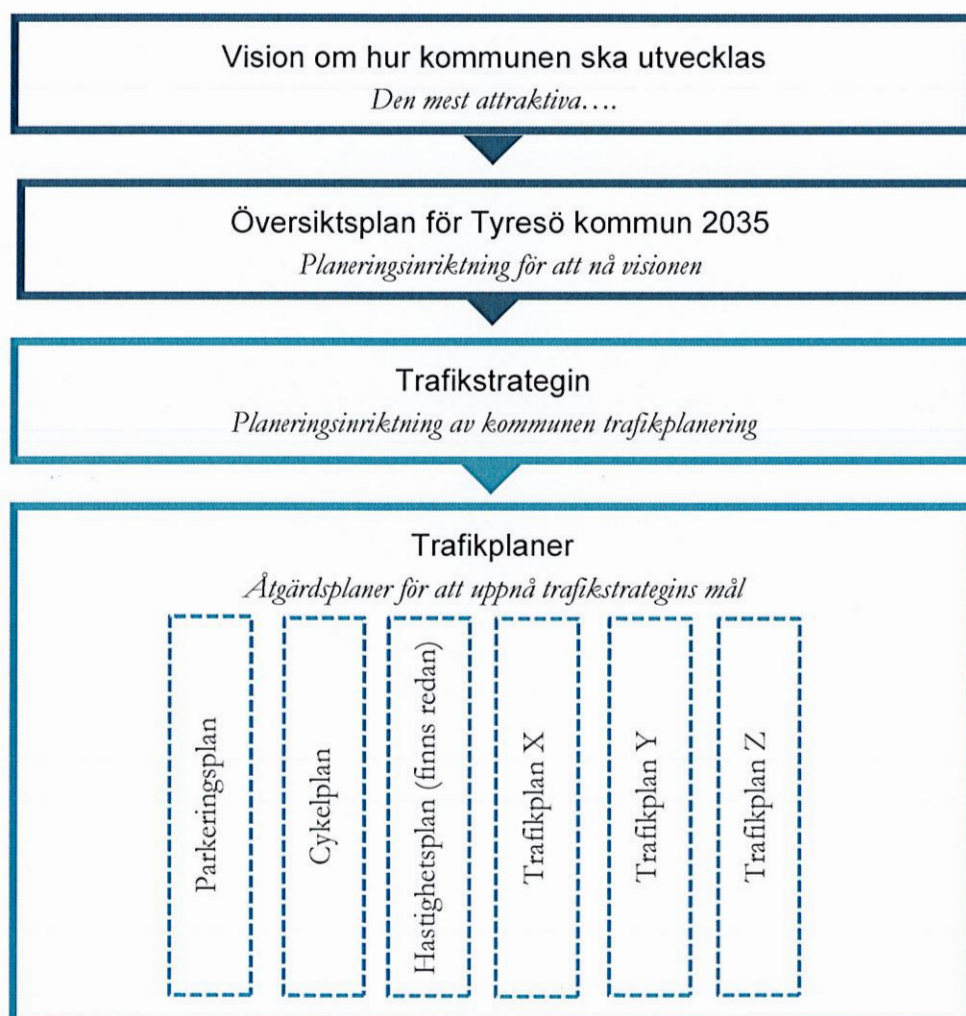 Vision om hur kommunen ska utvecklas
Den mest attraktiva….
Översiktsplan för Tyresö kommun 2035
Planeringsinriktning för att nå visionen
Trafikstrategin
Planeringsinriktning av kommunen trafikplanering
Trafikplaner
Åtgärdsplaner för att uppnå trafikstrategins mål
Parkeringsplan
Cykelplan
Hastighetsplan (finns redan)
Trafikplan X
Trafikplan Y
Trafikplan Z